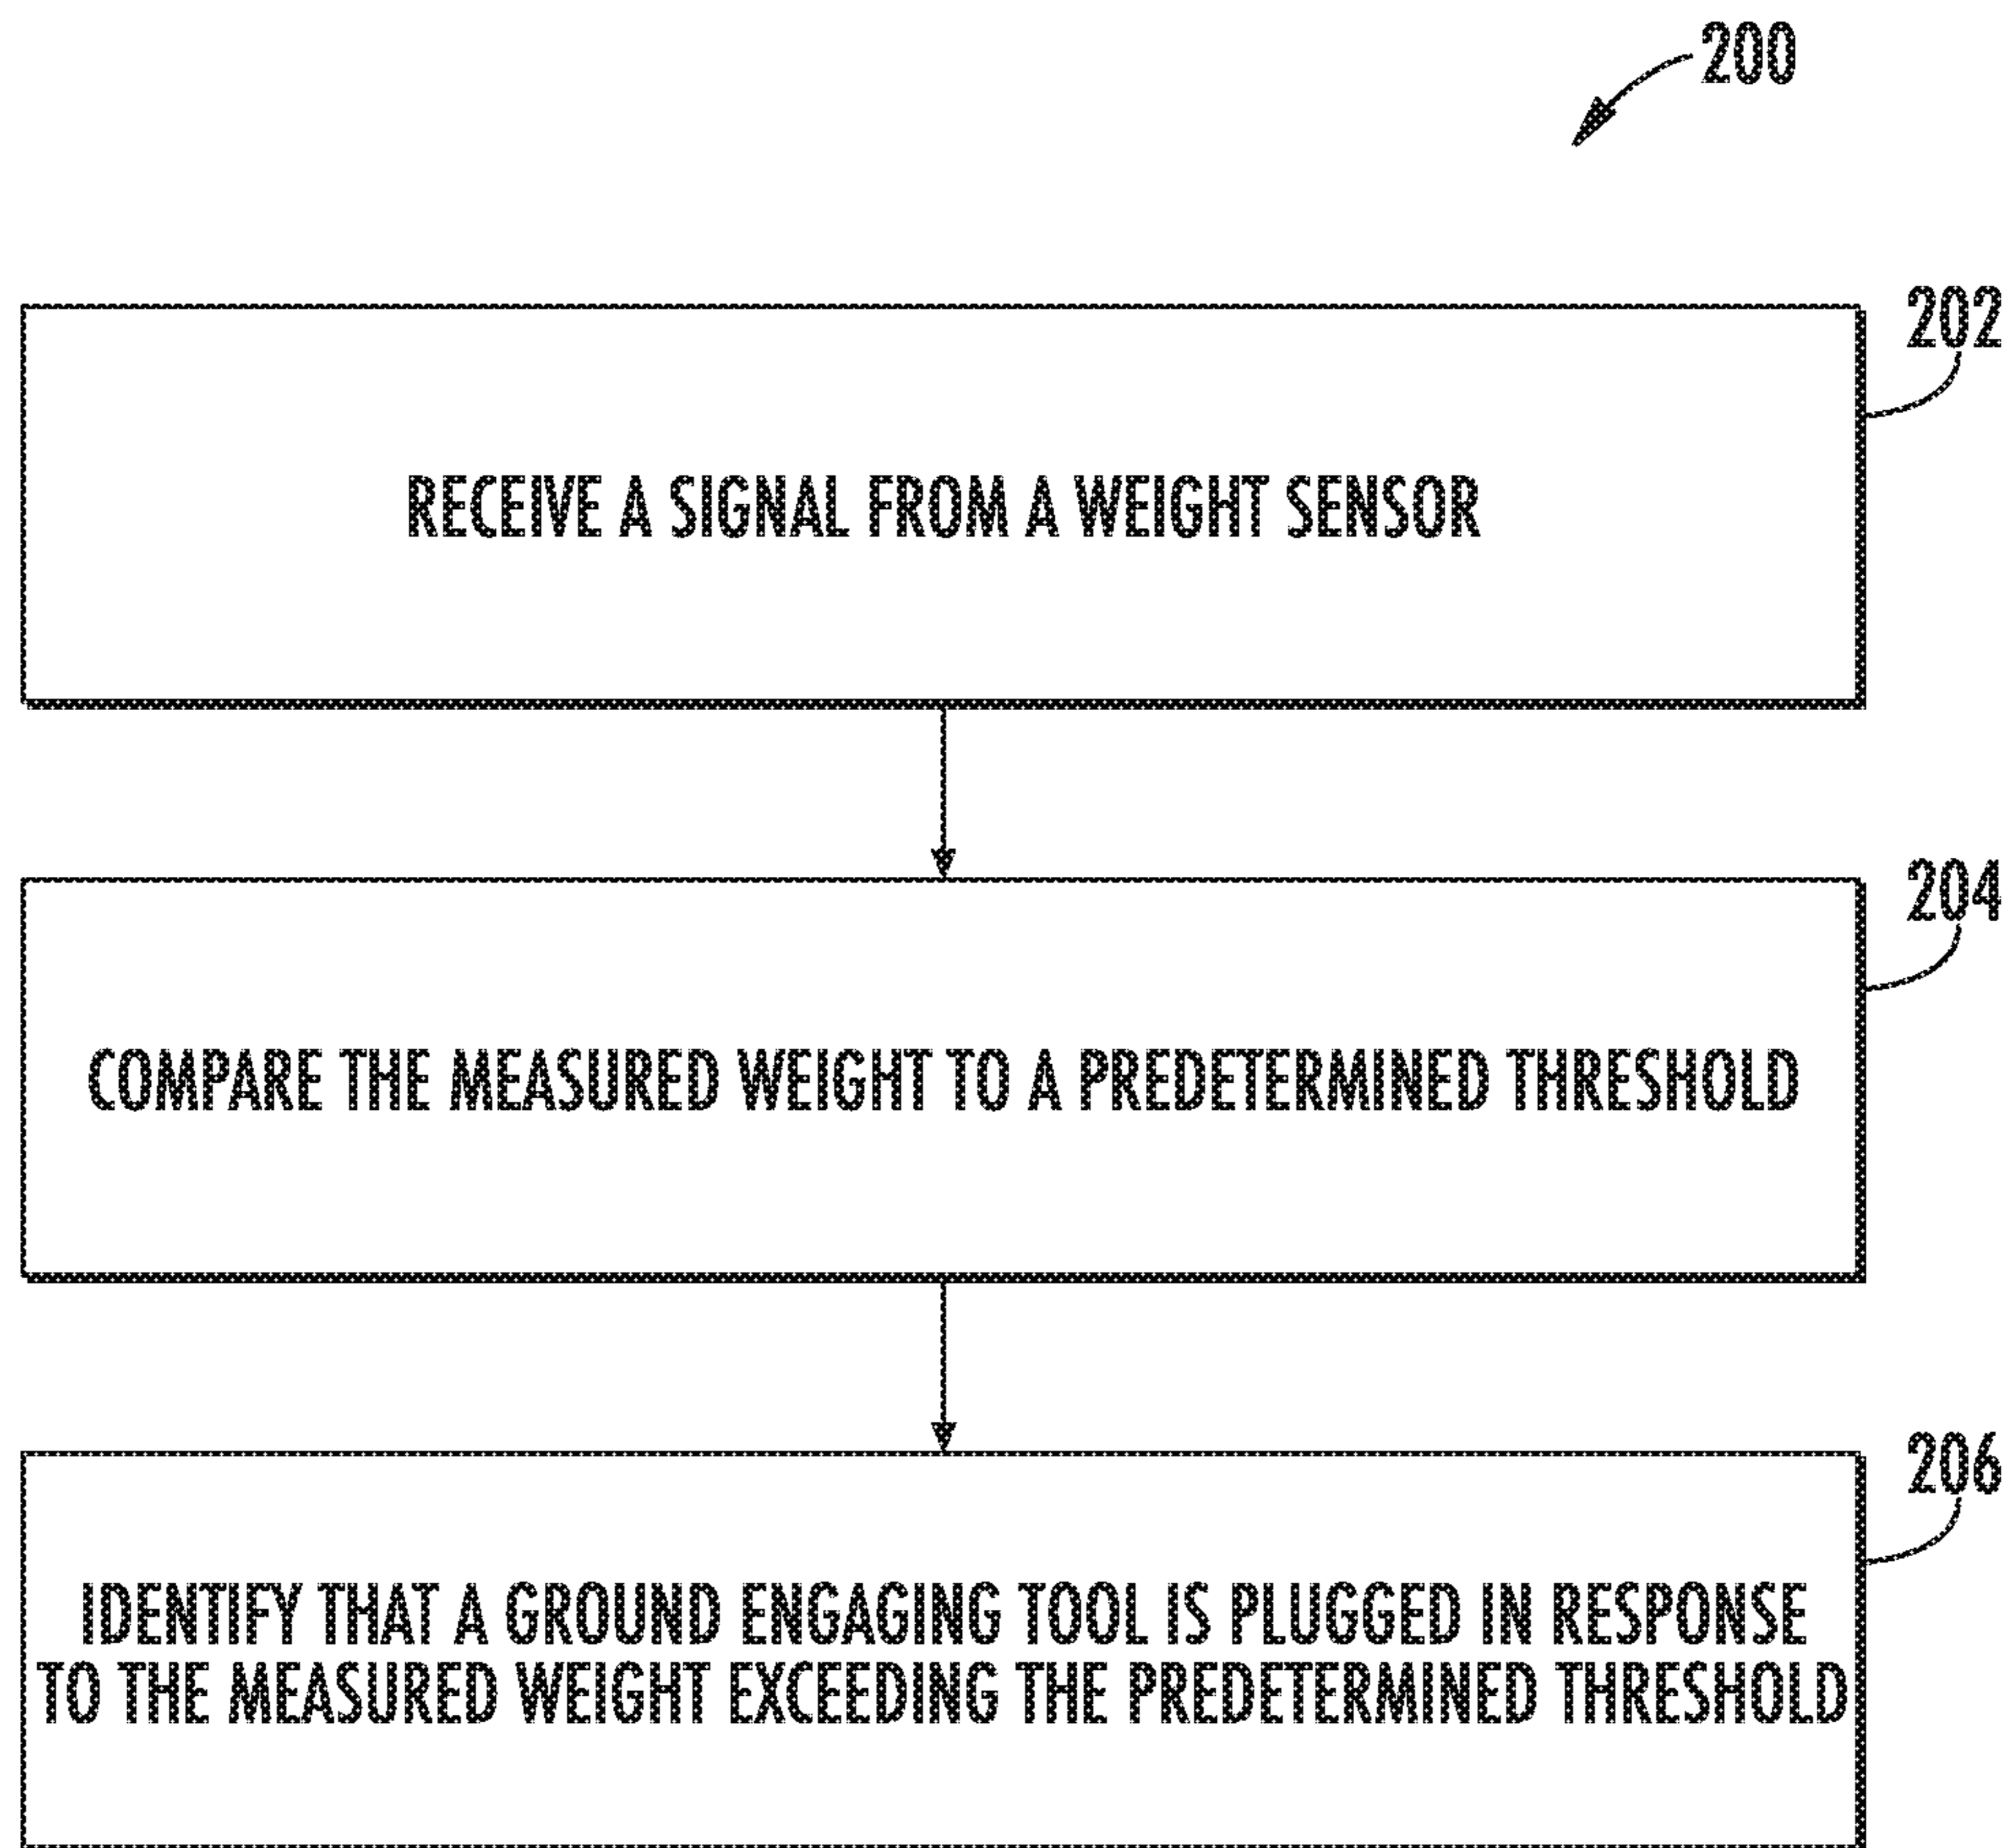 200
202
RECEIVE A SIGNAL FROM A WEIGHT SENSOR
204
COMPARE THE MEASURED WEIGHT TO A PREDETERMINED THRESHOLD
206
IDENTIFY THAT A GROUND ENGAGING TOOL IS PLUGGED IN RESPONSE
TO THE MEASURED WEIGHT EXCEEDING THE PREDETERMINED THRESHOLD